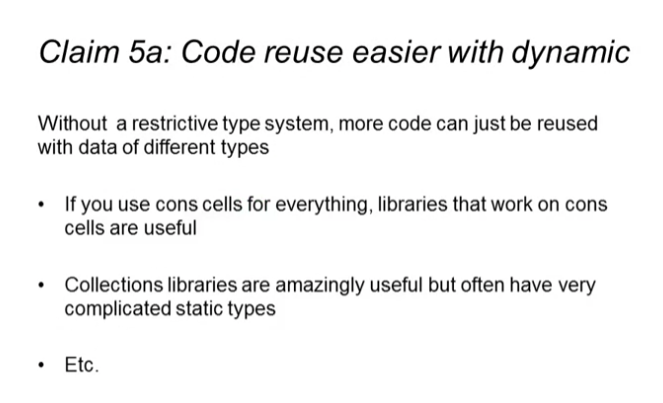 Claim 5a: Code reuse easier with dynamic
Without a restrictive type system, more code can just be reused
with data of different types
• If you use cons cells for everything, libraries that work on cons
cells are useful
• Collections libraries are amazingly useful but often have very
complicated static types
• Etc.